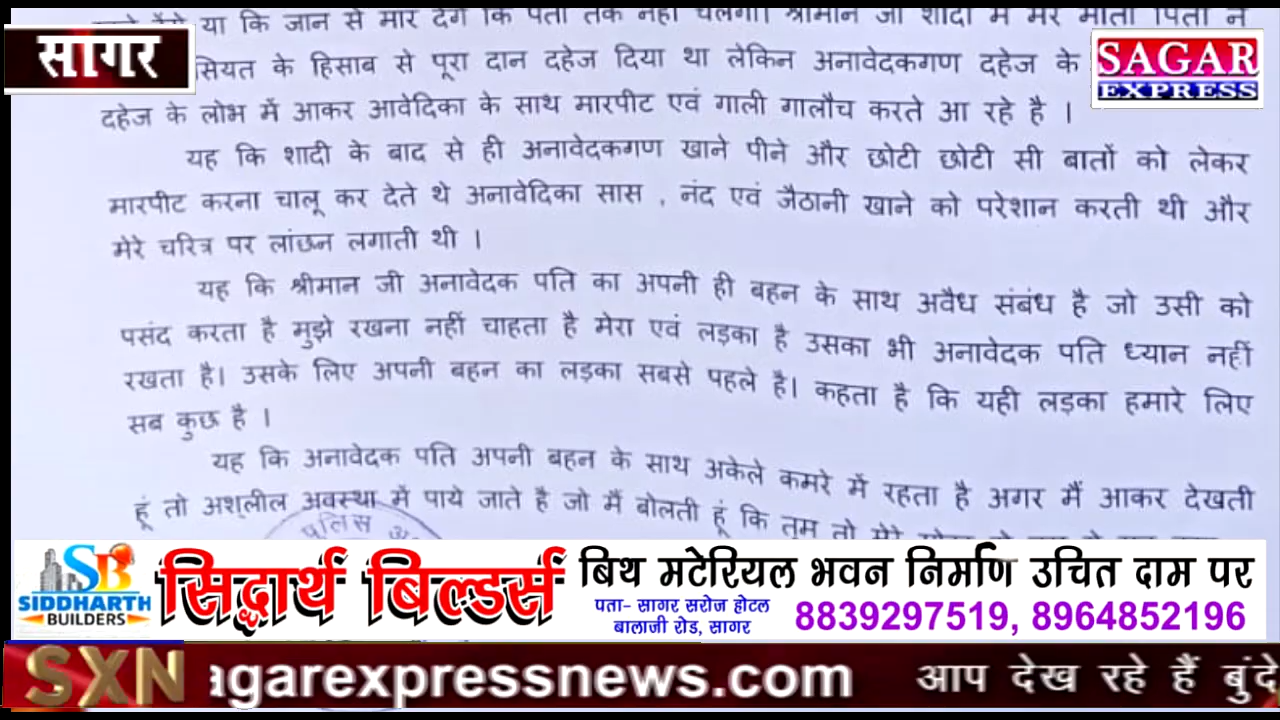 या कि जान से मार देंगे कि पता तक नहीं चलेगा। श्रीमान जी शादी में मेरे माता पिता ने
सागर
सियत के हिसाब से पूरा दान दहेज दिया था लेकिन अनावेदकगण दहेज के
SAGAR
EXPRESS
दहेज के लोभ में आकर आवेदिका के साथ मारपीट एवं गाली गालौच करते आ रहे है ।
यह कि शादी के बाद से ही अनावेदकगण खाने पीने और छोटी छोटी सी बातों को लेकर
मारपीट करना चालू कर देते थे अनावेदिका सास , नंद एवं जैठानी खाने को परेशान करती थी और
मेरे चरित्र पर लांछन लगाती थी ।
यह कि श्रीमान जी अनावेदक पति का अपनी ही बहन के साथ अवैध संबंध है जो उसी को
पसंद करता है मुझे रखना नहीं चाहता है मेरा एवं लड़का है उसका भी अनावेदक पति ध्यान नहीं
रखता है। उसके लिए अपनी बहन का लड़का सबसे पहले है। कहता है कि यही लड़का हमारे लिए
सब कुछ है ।
यह कि अनावेदक पति अपनी बहन के साथ अकेले कमरे में रहता है अगर मैं आकर देखती
हूं तो अश्लील अवस्था में पाये जाते है जो मैं बोलती हूं कि तुम तो मेरे
पुलिस
SB
SIDDHARTH
BUILDERS
सिद्धार्थ बिल्डर्स
बिथ मटेरियल भवन निर्माण उचित दाम पर
पता- सागर सरोज होटल
बालाजी रोड, सागर
8839297519, 8964852196
SXN
agarexpressnews.com
आप देख रहे हैं बुंदे